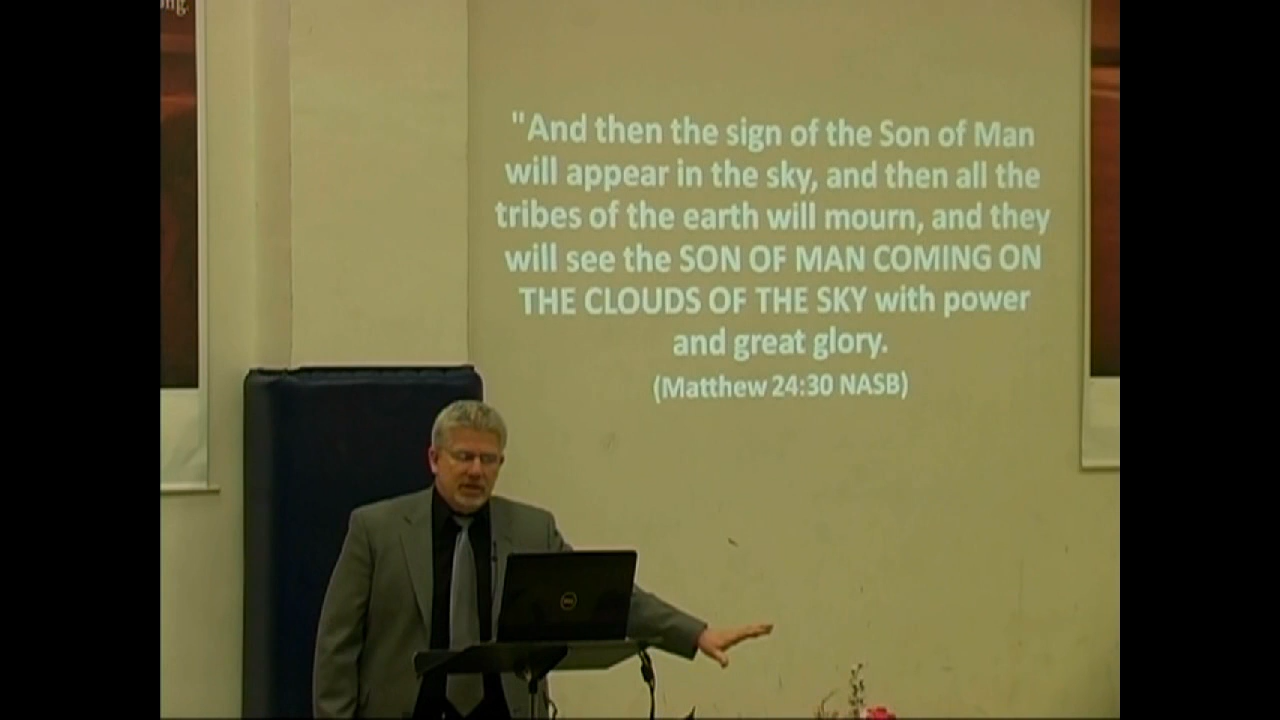 "And then the sign of the Son of Man
will appear in the sky, and then all the
tribes of the earth will mourn, and they
will see the SON OF MAN COMING ON
THE CLOUDS OF THE SKY with power
and great glory.
(Matthew 24:30 NASB)
DELL